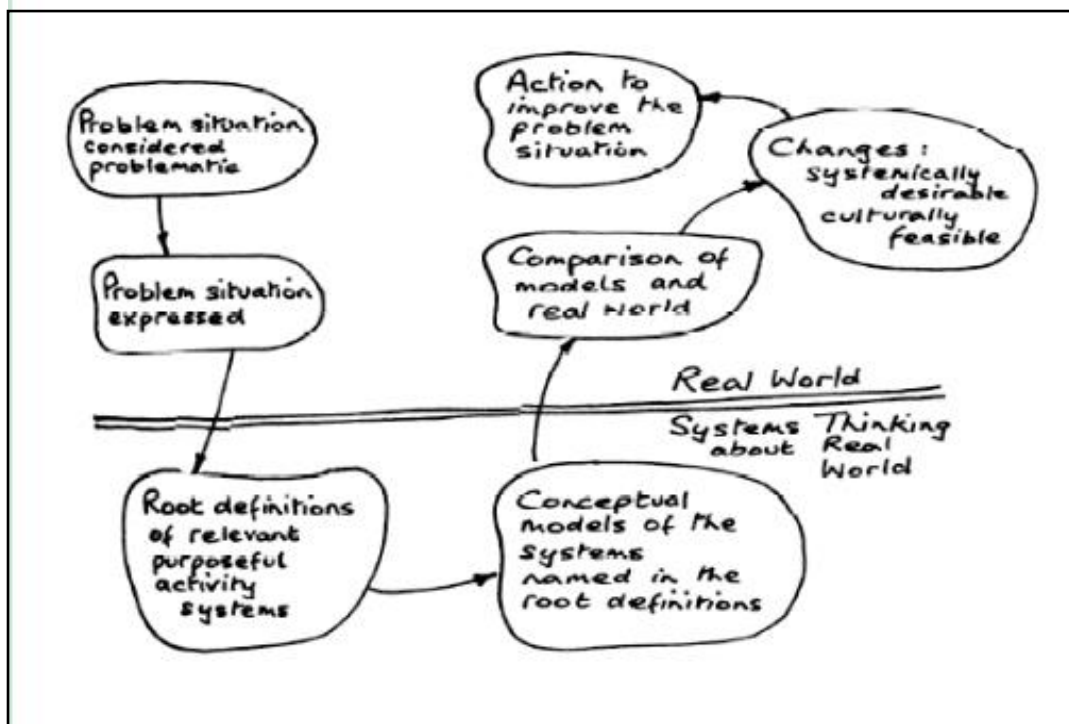 Problem situation
considered
problematic
Problem situation
expressed
Root definitions
of relevant
purposeful
activity
systems
Conceptual
models of the
systems
named in the
root definitions
Comparison of
models and
real World
Changes:
systemically
desirable
culturally
feasible
Action to
improve the
problem
situation
Real World
Systems Thinking
about Real
World